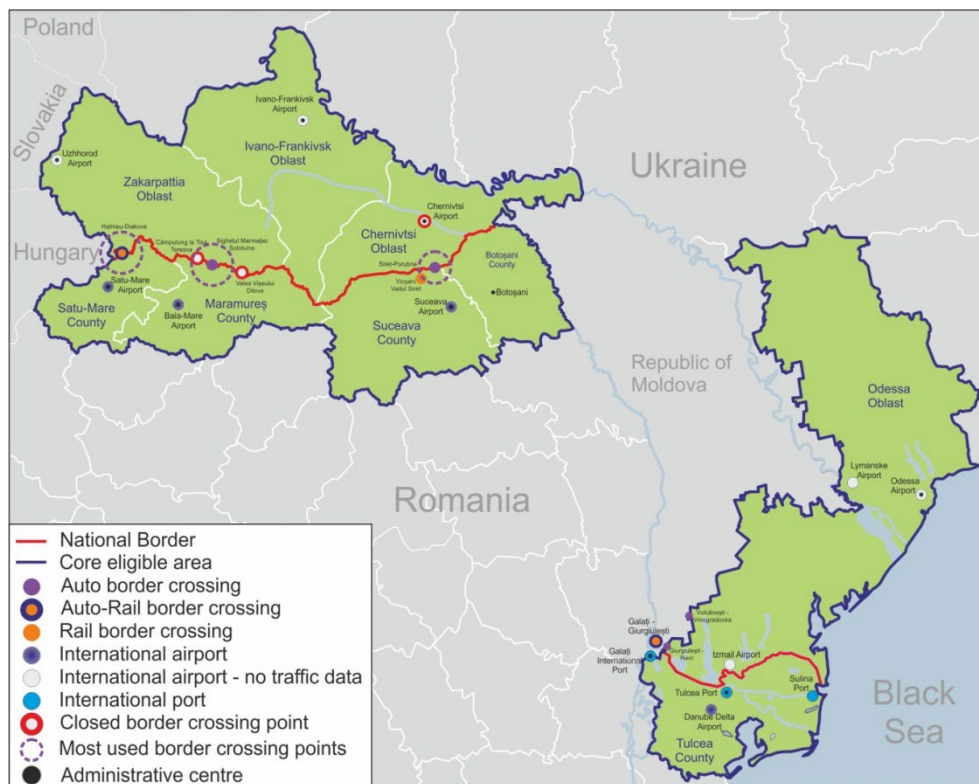 Poland
Slovakia
Hungary
Ukraine
Romania
Republic of
Moldova
Black
Sea
Ivano-Frankivsk
Airport
Ivano-Frankivsk
Oblast
Uzhhorod
Airport
Zakarpattia
Oblast
Chernivtsi
Airport
Chernivtsi
Oblast
Halmeu-Diakove
Câmpulung la Tisa
Teresva
Sighetul Marmației
Solotvino
Valea Vișeului
Dilove
Siret-Porubne
Vicșani
Vadul Siret
Botoșani
County
Botoșani
Satu-Mare
Airport
Satu-Mare
County
Baia-Mare
Airport
Maramureș
County
Suceava
Airport
Suceava
County
Odessa
Oblast
Lymanske
Airport
Odessa
Airport
Vulcănești -
Vinogradovka
Galați -
Giurgiulești
Giurgiulești -
Reni
Galați
International
Port
Izmail Airport
Tulcea Port
Sulina
Port
Danube Delta
Airport
Tulcea
County
National Border
Core eligible area
Auto border crossing
Auto-Rail border crossing
Rail border crossing
International airport
International airport - no traffic data
International port
Closed border crossing point
Most used border crossing points
Administrative centre